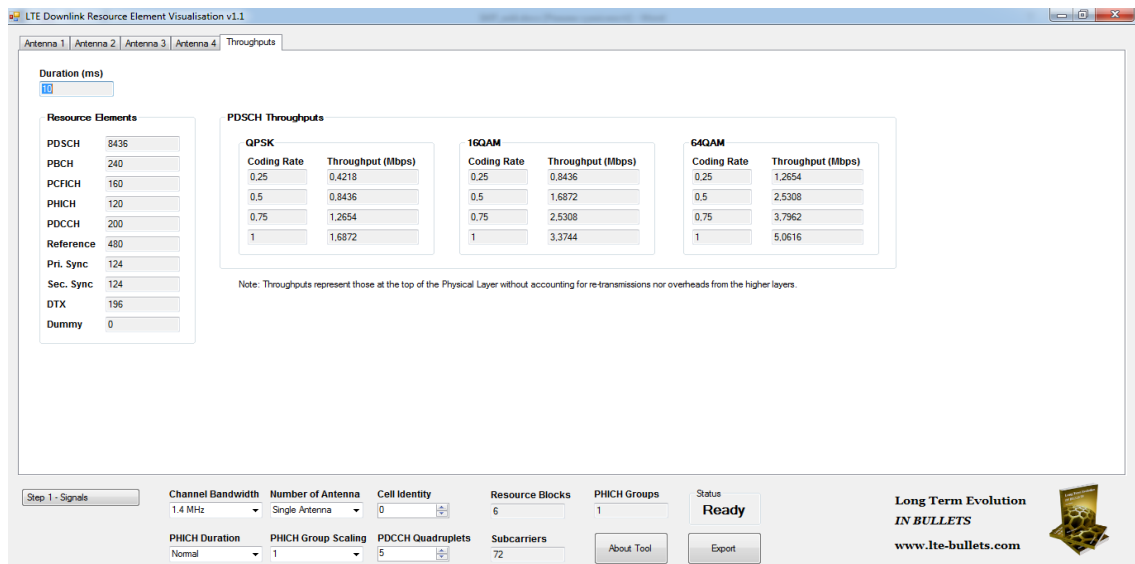 LTE Downlink Resource Element Visualisation v1.1
Antenna 1 Antenna 2 Antenna 3 Antenna 4 Throughputs
Duration (ms)
10
Resource Elements
PDSCH 8436
PBCH 240
PCFICH 160
PHICH 120
PDCCH 200
Reference 480
Pri. Sync 124
Sec. Sync 124
DTX 196
Dummy 0
PDSCH Throughputs
QPSK
Coding Rate Throughput (Mbps)
0,25 0,4218
0,5 0,8436
0,75 1,2654
1 1,6872
16QAM
Coding Rate Throughput (Mbps)
0,25 0,8436
0,5 1,6872
0,75 2,5308
1 3,3744
64QAM
Coding Rate Throughput (Mbps)
0,25 1,2654
0,5 2,5308
0,75 3,7962
1 5,0616
Note: Throughputs represent those at the top of the Physical Layer without accounting for re-transmissions nor overheads from the higher layers.
Step 1 - Signals
Channel Bandwidth
1.4 MHz
Number of Antenna
Single Antenna
Cell Identity
0
Resource Blocks
6
PHICH Groups
1
Status
Ready
PHICH Duration
Normal
PHICH Group Scaling
1
PDCCH Quadruplets
5
Subcarriers
72
About Tool
Export
Long Term Evolution
IN BULLETS
www.lte-bullets.com